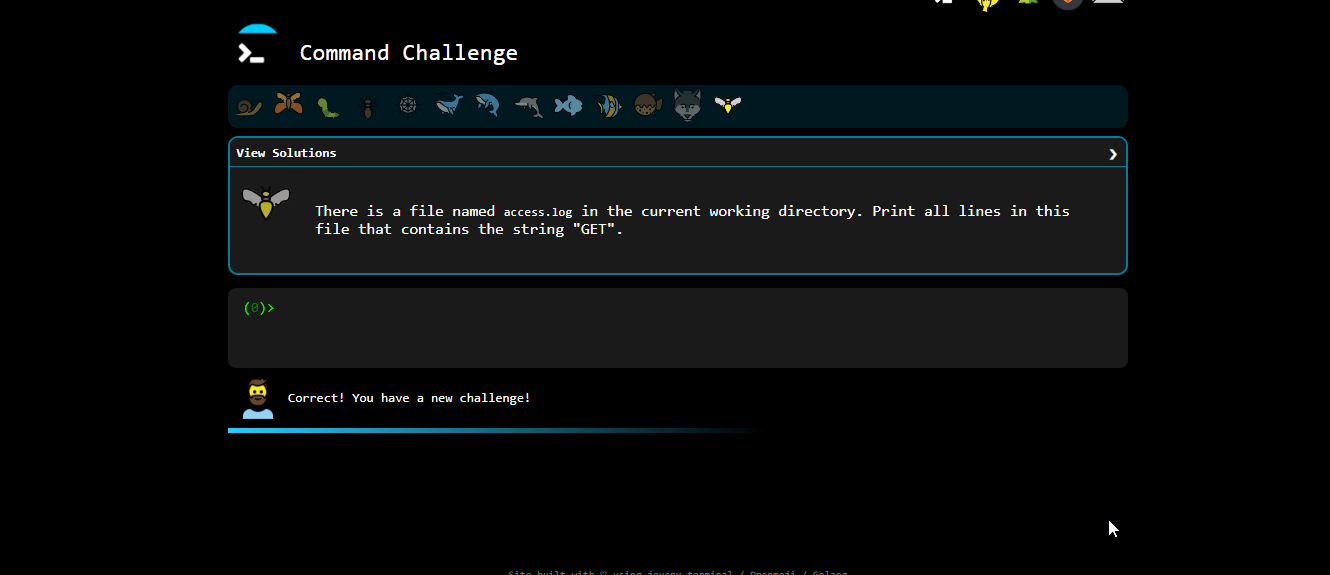 Command Challenge
View Solutions
There is a file named access.log in the current working directory. Print all lines in this
file that contains the string "GET".
(0)>
Correct! You have a new challenge!
Site built with ♡ using jquery.terminal / Openmoji / Golang